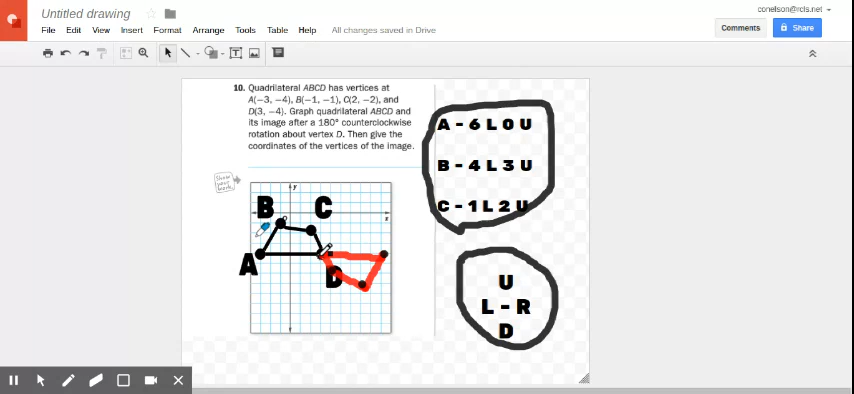 Untitled drawing
conelson@rcls.net
File Edit View Insert Format Arrange Tools Table Help All changes saved in Drive
Comments Share
T
10. Quadrilateral ABCD has vertices at
A(−3, −4), B(−1, −1), C(2, −2), and
D(3, −4). Graph quadrilateral ABCD and
its image after a 180° counterclockwise
rotation about vertex D. Then give the
coordinates of the vertices of the image.
Show your work.
y
B C
x
A
D
A - 6 L 0 U
B - 4 L 3 U
C - 1 L 2 U
U
L - R
D